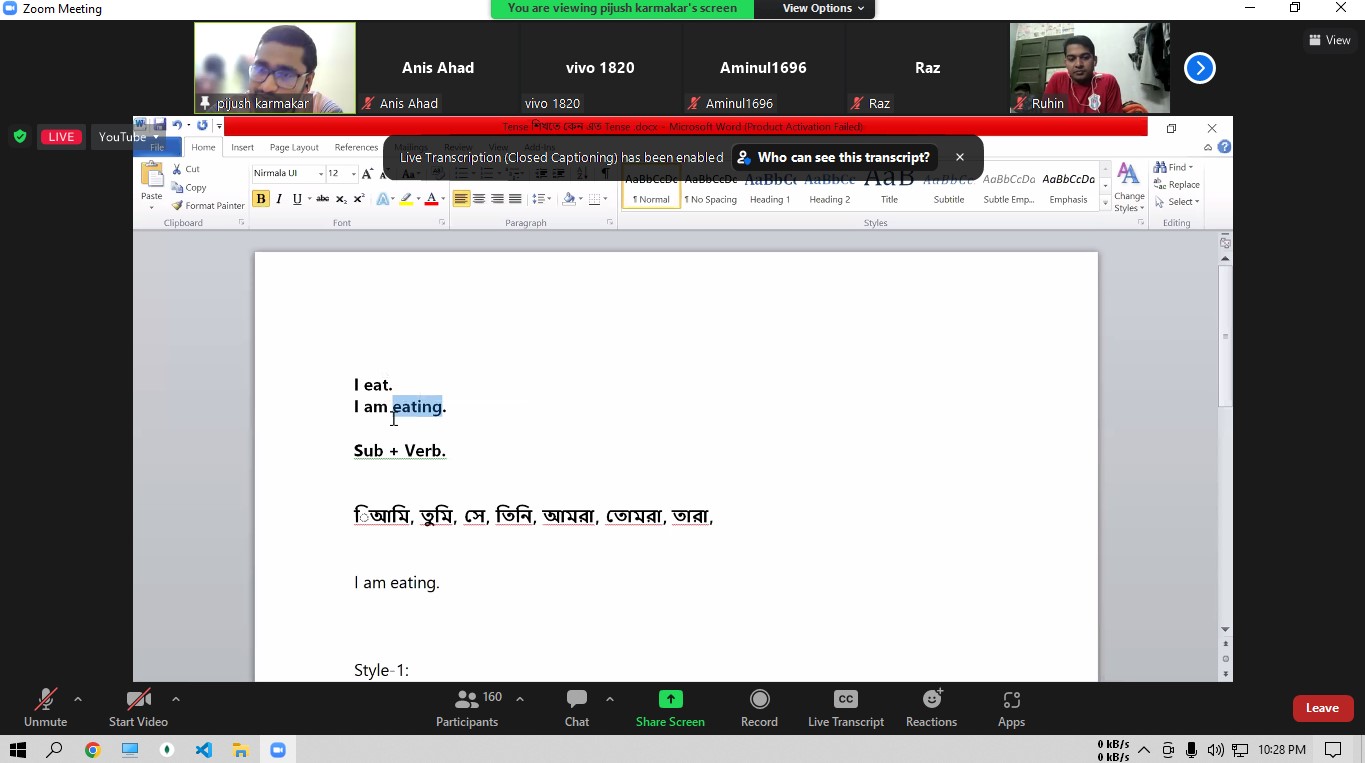 Zoom Meeting
You are viewing pijush karmakar's screen
View Options
Anis Ahad
vivo 1820
Aminul1696
Raz
View
pijush karmakar
Anis Ahad
vivo 1820
Aminul1696
Raz
Ruhin
LIVE
YouTube
Tense শিখতে কেন এত Tense .docx - Microsoft Word (Product Activation Failed)
File
Home
Insert
Page Layout
References
Mailings
Review
View
Add-Ins
Live Transcription (Closed Captioning) has been enabled
Who can see this transcript?
Paste
Cut
Copy
Format Painter
Clipboard
Nirmala UI
12
Font
Paragraph
AaBbCcDc
¶ Normal
AaBbCcDc
¶ No Spacing
AaBbCc
Heading 1
AaBbCc
Heading 2
AaB
Title
AaBbCc
Subtitle
AaBbCcDa
Subtle Emp...
AaBbCcDa
Emphasis
Styles
Change
Styles
Find
Replace
Select
Editing
I eat.
I am eating.
Sub + Verb.
িআমি, তুমি, সে, তিনি, আমরা, তোমরা, তারা,
I am eating.
Style-1:
Unmute
Start Video
Participants
160
Chat
Share Screen
Record
CC
Live Transcript
Reactions
Apps
Leave
0 kB/s
0 kB/s
10:28 PM